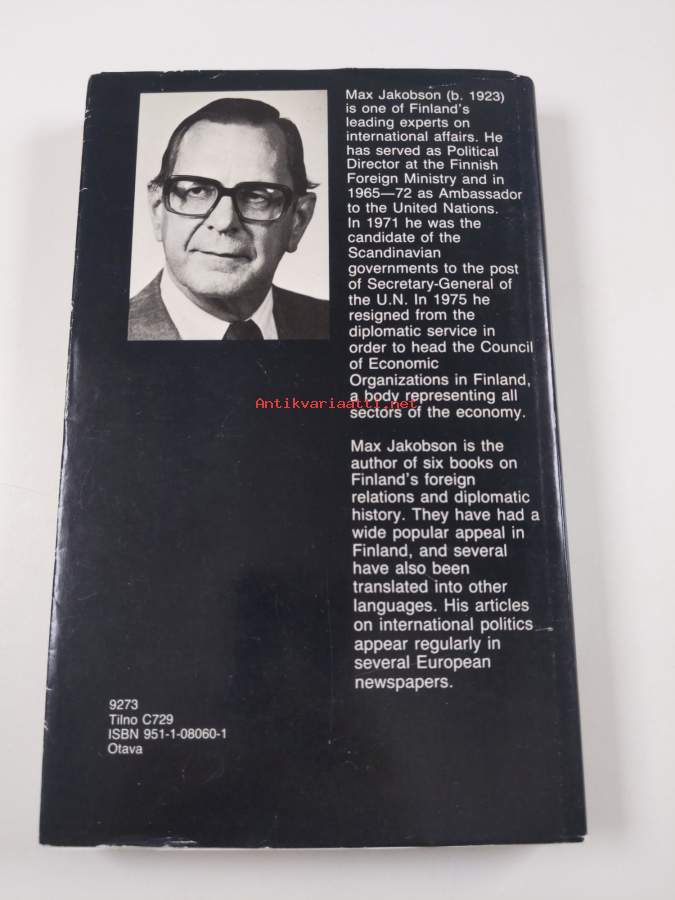 Max Jakobson (b. 1923)
is one of Finland's
leading experts on
international affairs. He
has served as Political
Director at the Finnish
Foreign Ministry and in
1965—72 as Ambassador
to the United Nations.
In 1971 he was the
candidate of the
Scandinavian
governments to the post
of Secretary-General of
the U.N. In 1975 he
resigned from the
diplomatic service in
order to head the Council
of Economic
Organizations in Finland,
a body representing all
Antikvariaatti.net
sectors of the economy.
Max Jakobson is the
author of six books on
Finland's foreign
relations and diplomatic
history. They have had a
wide popular appeal in
Finland, and several
have also been
translated into other
languages. His articles
on international politics
appear regularly in
several European
newspapers.
9273
Tilno C729
ISBN 951-1-08060-1
Otava